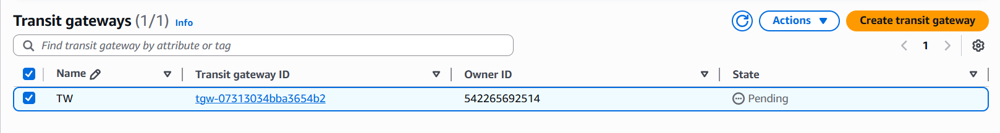 Transit gateways (1/1) Info
Actions
Create transit gateway
Find transit gateway by attribute or tag
1
Name Transit gateway ID Owner ID State
TW tgw-07313034bba3654b2 542265692514 Pending